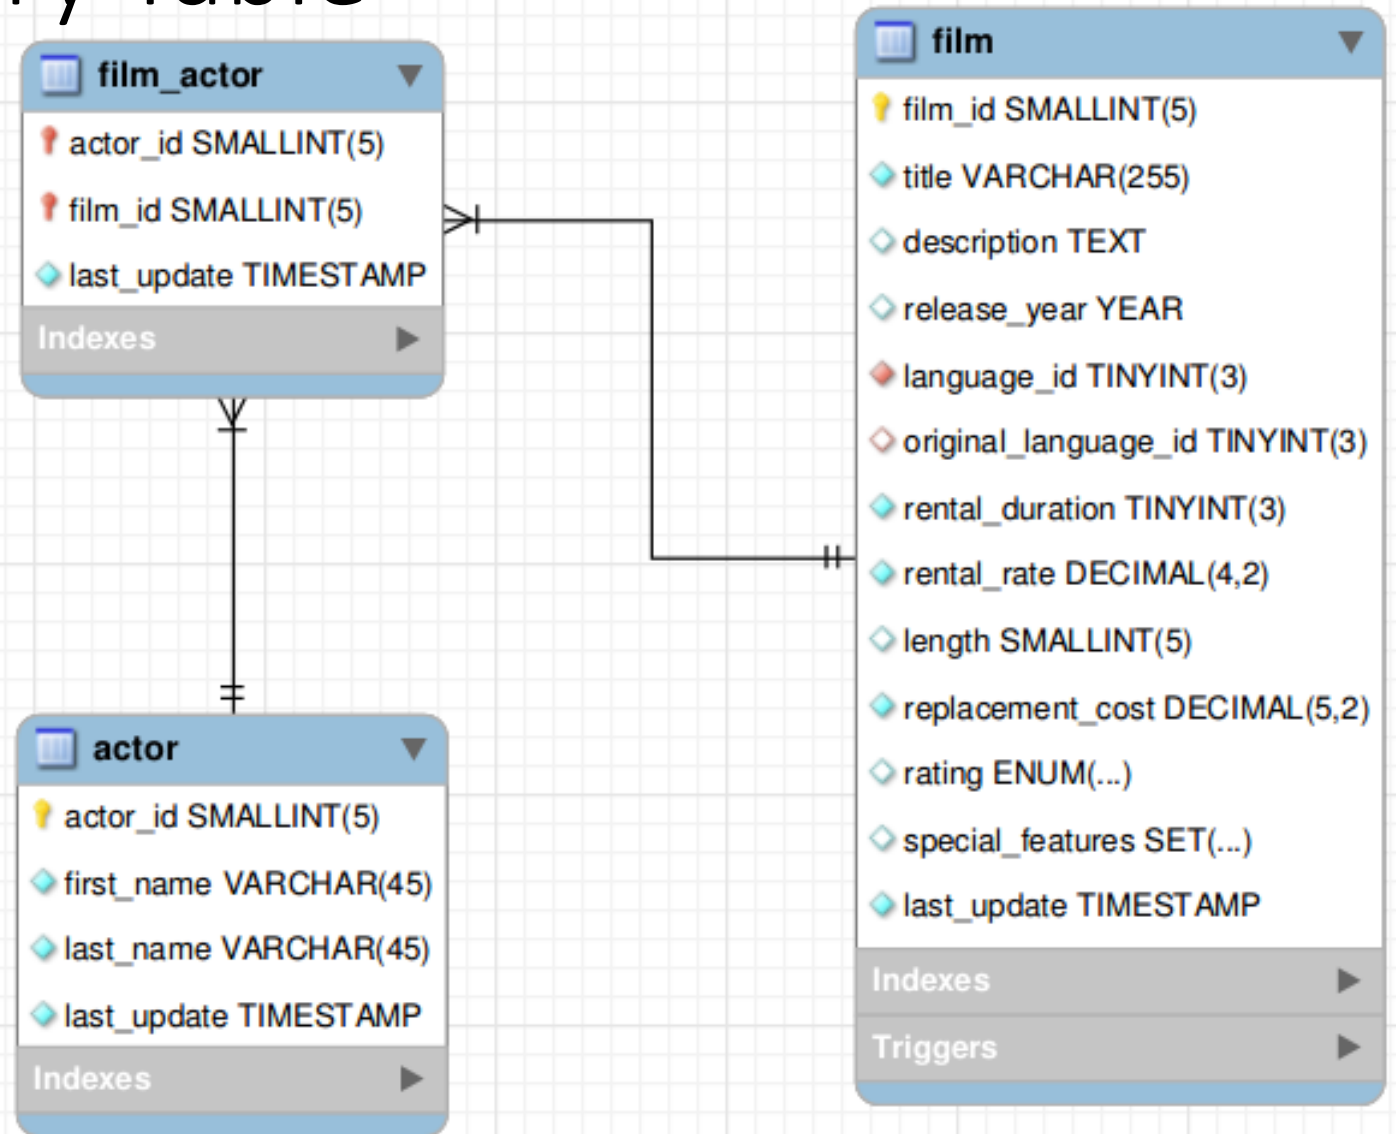 ry Table
film_actor
actor_id SMALLINT(5)
film_id SMALLINT(5)
last_update TIMESTAMP
Indexes
film
film_id SMALLINT(5)
title VARCHAR(255)
description TEXT
release_year YEAR
language_id TINYINT(3)
original_language_id TINYINT(3)
rental_duration TINYINT(3)
rental_rate DECIMAL(4,2)
length SMALLINT(5)
replacement_cost DECIMAL(5,2)
rating ENUM(...)
special_features SET(...)
last_update TIMESTAMP
Indexes
Triggers
actor
actor_id SMALLINT(5)
first_name VARCHAR(45)
last_name VARCHAR(45)
last_update TIMESTAMP
Indexes